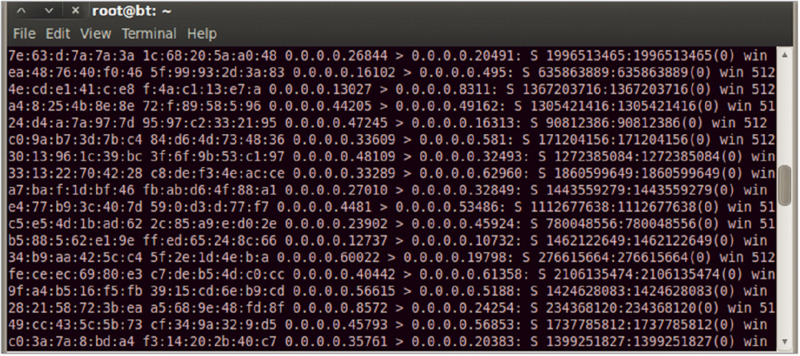 root@bt: ~
File Edit View Terminal Help
7e:63:d:7a:7a:3a 1c:68:20:5a:a0:48 0.0.0.0.26844 > 0.0.0.0.20491: S 1996513465:1996513465(0) win
ea:48:76:40:f0:46 5f:99:93:2d:3a:83 0.0.0.0.16102 > 0.0.0.0.495: S 635863889:635863889(0) win 512
4e:cd:e1:41:c:e8 f:4a:c1:13:e7:a 0.0.0.0.13027 > 0.0.0.0.8311: S 1367203716:1367203716(0) win 5
a4:8:25:4b:8e:8e 72:f:89:58:5:96 0.0.0.0.44205 > 0.0.0.0.49162: S 1305421416:1305421416(0) win 51
24:d4:a:7a:97:7d 95:97:c2:33:21:95 0.0.0.0.47245 > 0.0.0.0.16313: S 90812386:90812386(0) win 512
c0:9a:b7:3d:7b:c4 84:d6:4d:73:48:36 0.0.0.0.33609 > 0.0.0.0.581: S 171204156:171204156(0) win 5
30:13:96:1c:39:bc 3f:6f:9b:53:c1:97 0.0.0.0.48109 > 0.0.0.0.32493: S 1272385084:1272385084(0) win
33:13:22:70:42:28 c8:de:f3:4e:ac:ce 0.0.0.0.33289 > 0.0.0.0.62960: S 1860599649:1860599649(0) win
a7:ba:f:1d:bf:46 fb:ab:d6:4f:88:a1 0.0.0.0.27010 > 0.0.0.0.32849: S 1443559279:1443559279(0) win
e4:77:b9:3c:40:7d 59:0:d3:d:77:f7 0.0.0.0.4481 > 0.0.0.0.53486: S 1112677638:1112677638(0) win 51
c5:e5:4d:1b:ad:62 2c:85:a9:e:d0:2e 0.0.0.0.23902 > 0.0.0.0.45924: S 780048556:780048556(0) win 5
b5:88:5:62:e1:9e ff:ed:65:24:8c:66 0.0.0.0.12737 > 0.0.0.0.10732: S 1462122649:1462122649(0) win
34:b9:aa:42:5c:c4 5f:2e:1d:4e:b:a 0.0.0.0.60022 > 0.0.0.0.19798: S 276615664:276615664(0) win 5
fe:ce:ec:69:80:e3 c7:de:b5:4d:c0:cc 0.0.0.0.40442 > 0.0.0.0.61358: S 2106135474:2106135474(0) win
9f:a4:b5:16:f5:fb 39:15:cd:6e:b9:cd 0.0.0.0.56615 > 0.0.0.0.5188: S 1424628083:1424628083(0) win
28:21:58:72:3b:ea a5:68:9e:48:fd:8f 0.0.0.0.8572 > 0.0.0.0.24254: S 234368120:234368120(0) win 51
49:cc:43:5c:5b:73 cf:34:9a:32:9:d5 0.0.0.0.45793 > 0.0.0.0.56853: S 1737785812:1737785812(0) win
c0:3a:7a:8:bd:a4 f3:14:20:2b:40:c7 0.0.0.0.35761 > 0.0.0.0.20383: S 1399251827:1399251827(0) win